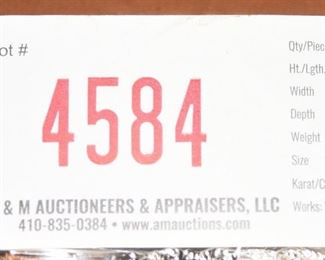 ot #
4584
& M AUCTIONEERS & APPRAISERS, LLC
410-835-0384 • www.amauctions.com
Qty/Piec
Ht./Lgth.
Width
Depth
Weight
Size
Karat/C
Works: